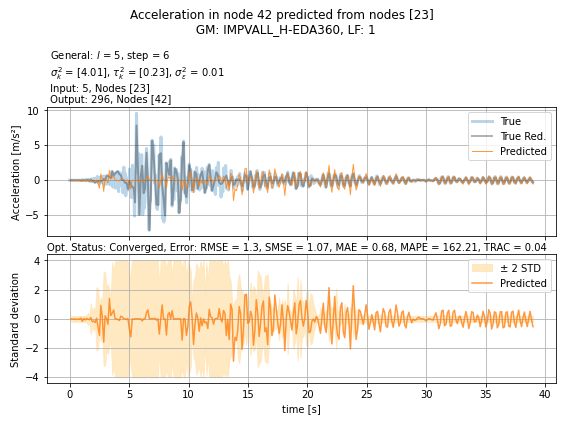 Acceleration in node 42 predicted from nodes [23]
GM: IMPVALL_H-EDA360, LF: 1
General: l = 5, step = 6
σ²ₖ = [4.01], τ²ₖ = [0.23], σ²ε = 0.01
Input: 5, Nodes [23]
Output: 296, Nodes [42]
10
5
0
−5
Acceleration [m/s²]
True
True Red.
Predicted
Opt. Status: Converged, Error: RMSE = 1.3, SMSE = 1.07, MAE = 0.68, MAPE = 162.21, TRAC = 0.04
4
2
0
−2
−4
Standard deviation
± 2 STD
Predicted
0 5 10 15 20 25 30 35 40
time [s]